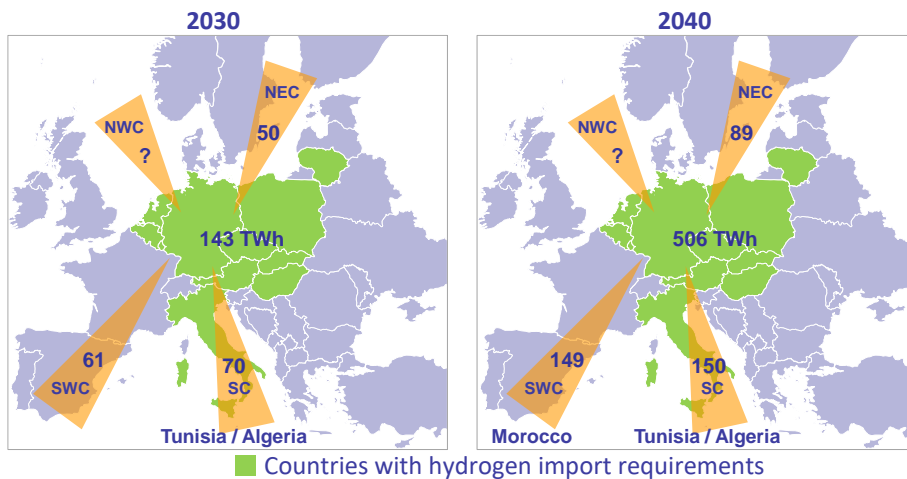 2030
NWC
?
NEC
50
143 TWh
61
SWC
70
SC
Tunisia / Algeria
2040
NWC
?
NEC
89
506 TWh
149
SWC
150
SC
Morocco
Tunisia / Algeria
Countries with hydrogen import requirements